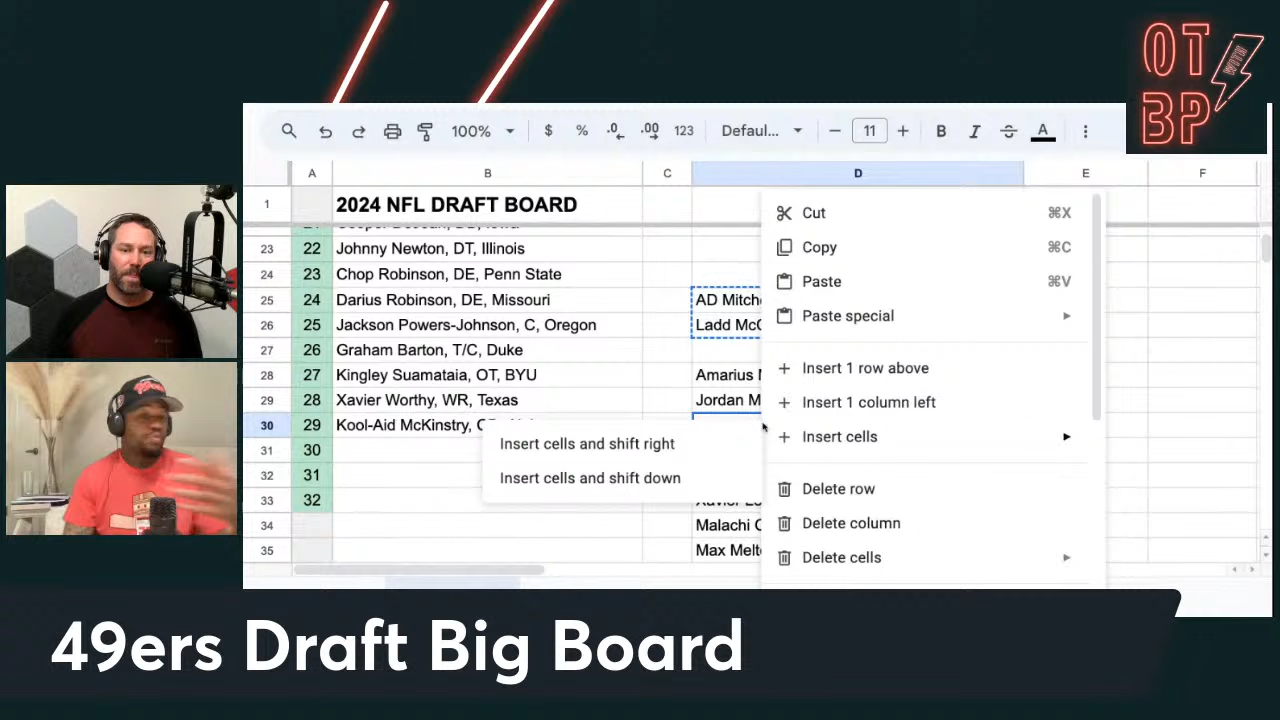 OT
BP
100%
$ % .0 .00 123 Defaul... 11 B I S A
A B C D E F
1 2024 NFL DRAFT BOARD
23 22 Johnny Newton, DT, Illinois
24 23 Chop Robinson, DE, Penn State
25 24 Darius Robinson, DE, Missouri AD Mitche
26 25 Jackson Powers-Johnson, C, Oregon Ladd McC
27 26 Graham Barton, T/C, Duke
28 27 Kingley Suamataia, OT, BYU Amarius
29 28 Xavier Worthy, WR, Texas Jordan M
30 29 Kool-Aid McKinstry,
31 30
32 31
33 32
34 Malachi
35 Max Melt
Cut ⌘X
Copy ⌘C
Paste ⌘V
Paste special
Insert 1 row above
Insert 1 column left
Insert cells
Insert cells and shift right
Insert cells and shift down
Delete row
Delete column
Delete cells
49ers Draft Big Board